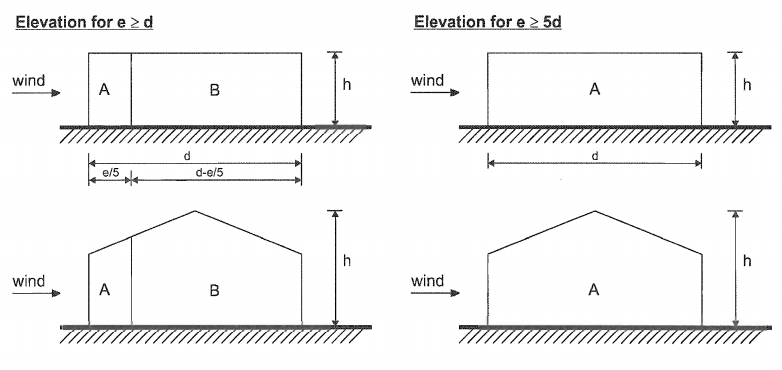 Elevation for e ≥ d
Elevation for e ≥ 5d
wind
A
B
h
wind
A
h
d
e/5
d-e/5
d
wind
A
B
h
wind
A
h